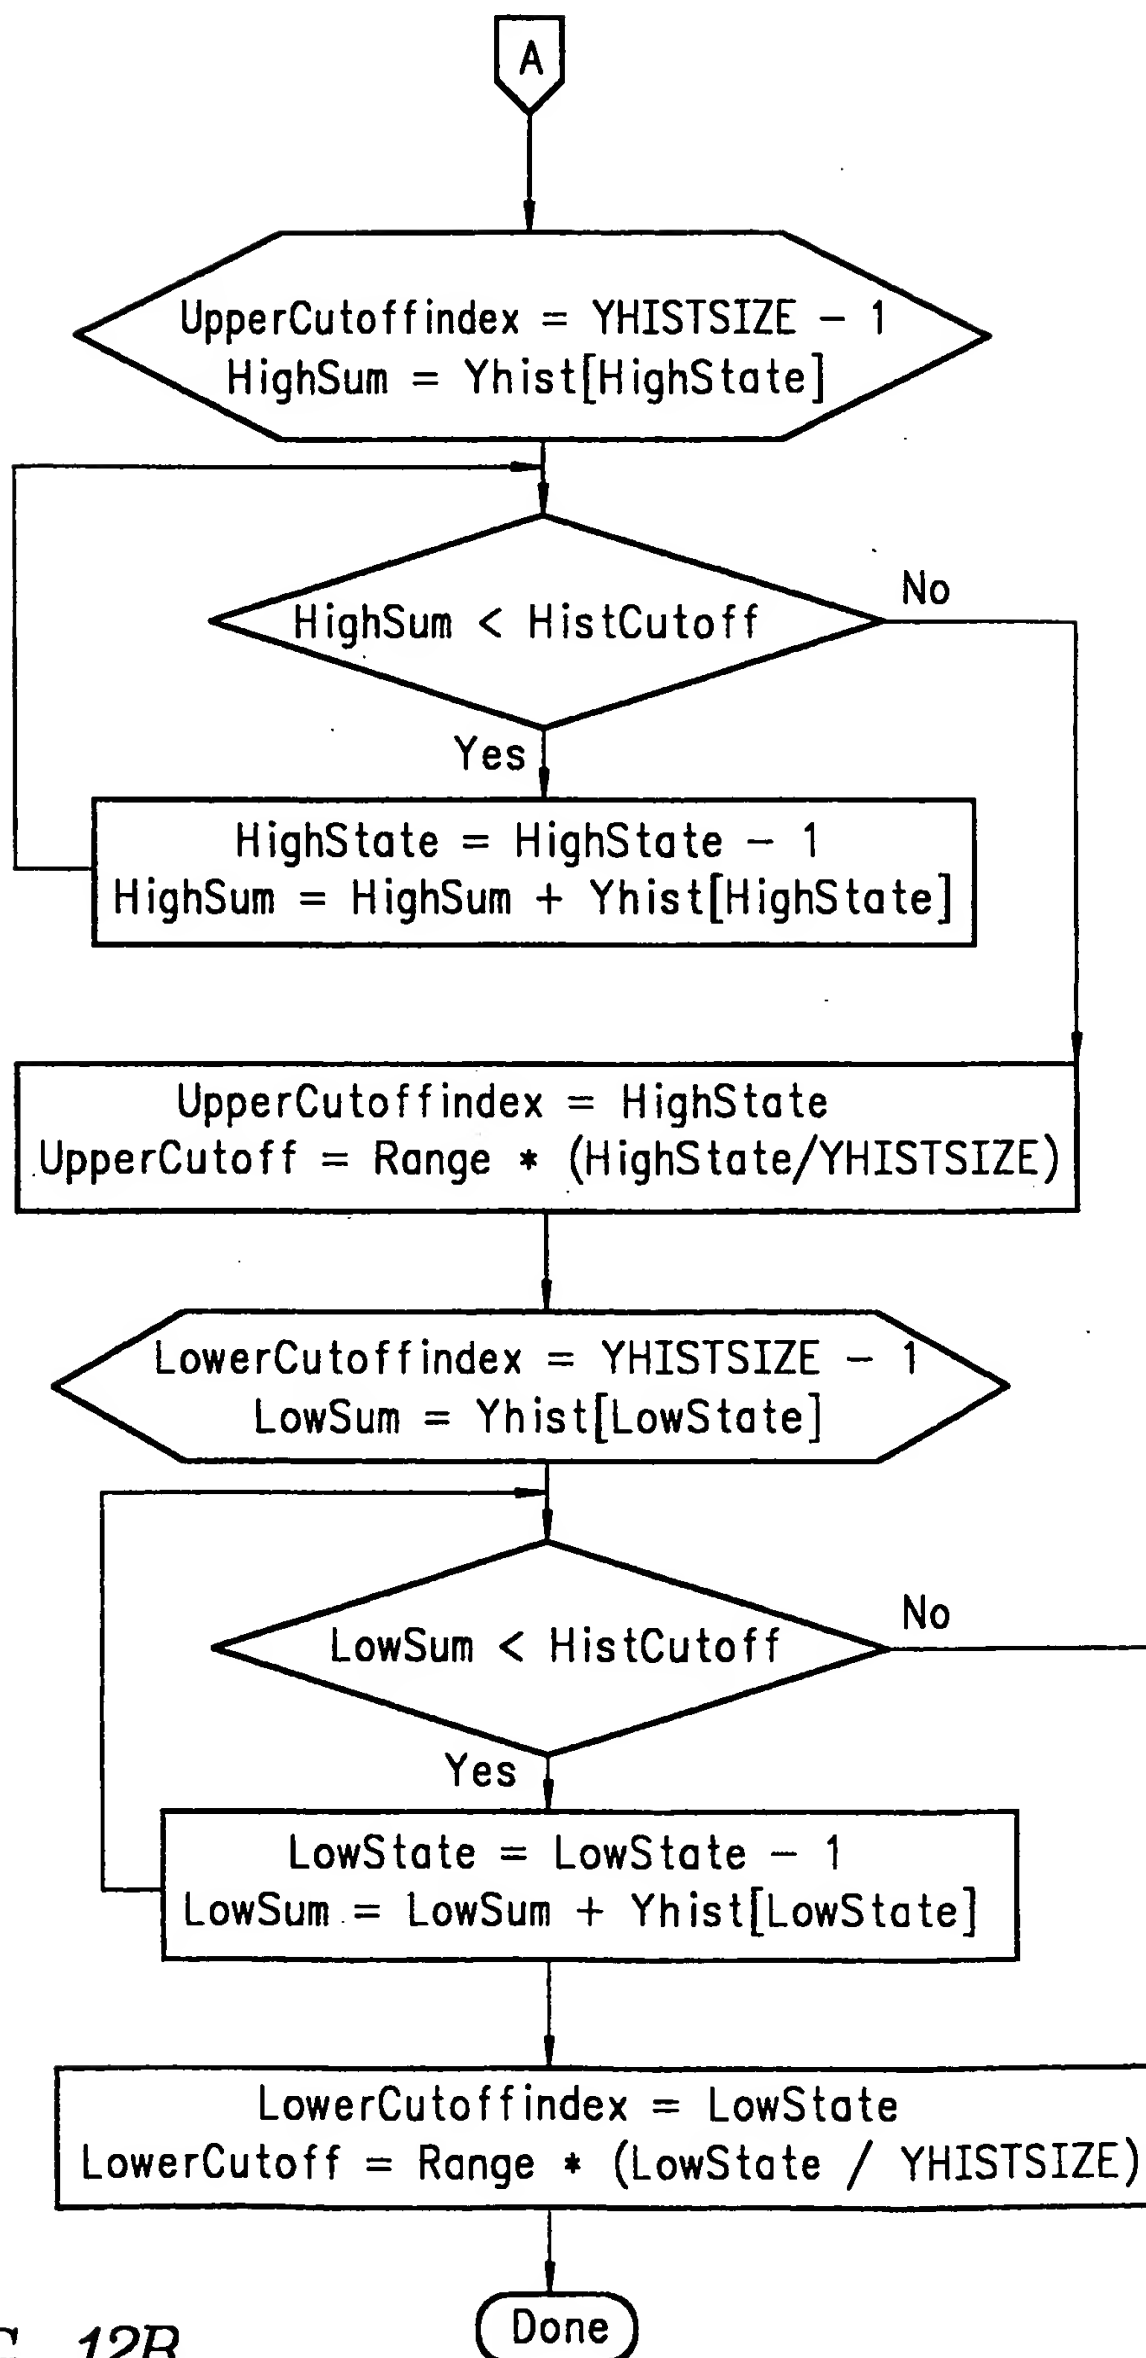 A
UpperCutoffindex = YHISTSIZE - 1
HighSum = Yhist[HighState]
HighSum < HistCutoff
No
Yes
HighState = HighState - 1
HighSum = HighSum + Yhist[HighState]
UpperCutoffindex = HighState
UpperCutoff = Range * (HighState/YHISTSIZE)
LowerCutoffindex = YHISTSIZE - 1
LowSum = Yhist[LowState]
LowSum < HistCutoff
No
Yes
LowState = LowState - 1
LowSum = LowSum + Yhist[LowState]
LowerCutoffindex = LowState
LowerCutoff = Range * (LowState / YHISTSIZE)
Done
12B